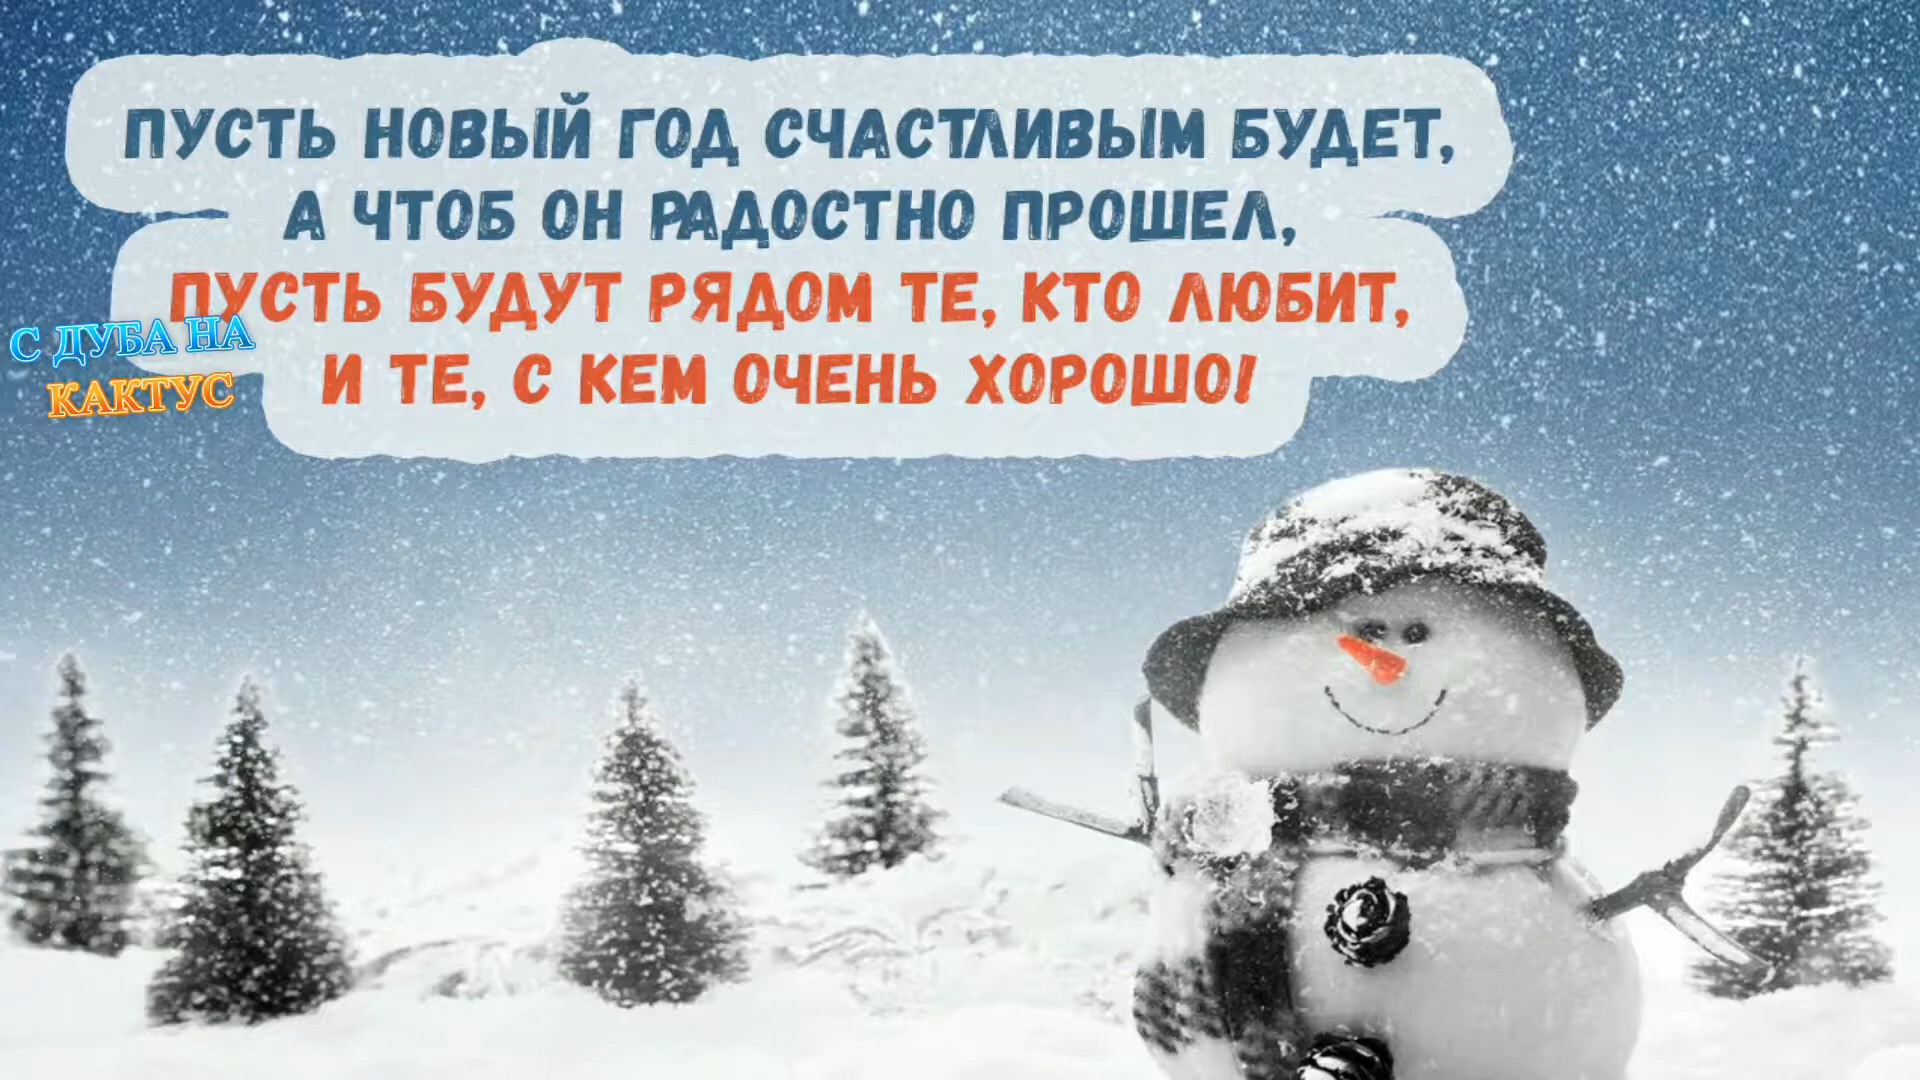 ПУСТЬ НОВЫЙ ГОД СЧАСТЛИВЫМ БУДЕТ,
А ЧТОБ ОН РАДОСТНО ПРОШЕЛ,
ПУСТЬ БУДУТ РЯДОМ ТЕ, КТО ЛЮБИТ,
И ТЕ, С КЕМ ОЧЕНЬ ХОРОШО!
С ДУБА НА
КАКТУС